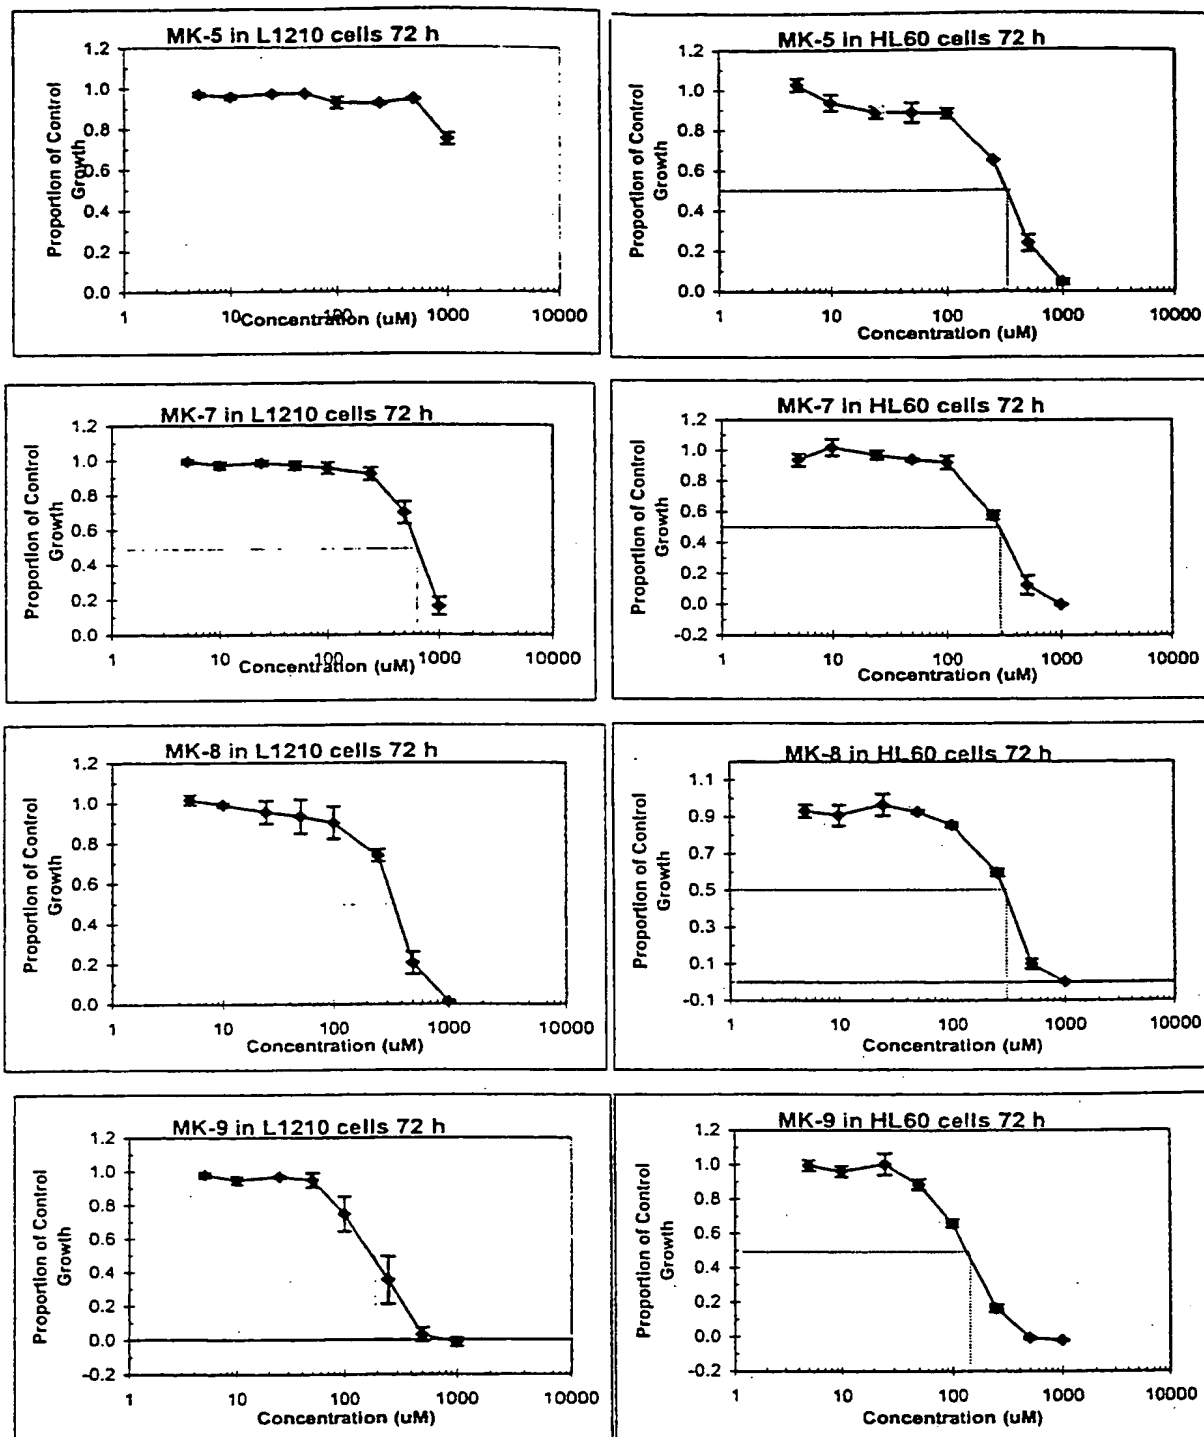 MK-5 in L1210 cells 72 h
Proportion of Control
Growth
1.2
1.0
0.8
0.6
0.4
0.2
0.0
1 10 100 1000 10000
Concentration (uM)
MK-5 in HL60 cells 72 h
Proportion of Control
Growth
1.2
1.0
0.8
0.6
0.4
0.2
0.0
1 10 100 1000 10000
Concentration (uM)
MK-7 in L1210 cells 72 h
Proportion of Control
Growth
1.2
1.0
0.8
0.6
0.4
0.2
0.0
1 10 100 1000 10000
Concentration (uM)
MK-7 in HL60 cells 72 h
Proportion of Control
Growth
1.2
1.0
0.8
0.6
0.4
0.2
0.0
-0.2
1 10 100 1000 10000
Concentration (uM)
MK-8 in L1210 cells 72 h
Proportion of Control
Growth
1.2
1.0
0.8
0.6
0.4
0.2
0.0
1 10 100 1000 10000
Concentration (uM)
MK-8 in HL60 cells 72 h
Proportion of Control
Growth
1.1
0.9
0.7
0.5
0.3
0.1
-0.1
1 10 100 1000 10000
Concentration (uM)
MK-9 in L1210 cells 72 h
Proportion of Control
Growth
1.2
1.0
0.8
0.6
0.4
0.2
0.0
-0.2
1 10 100 1000 10000
Concentration (uM)
MK-9 in HL60 cells 72 h
Proportion of Control
Growth
1.2
1.0
0.8
0.6
0.4
0.2
0.0
-0.2
1 10 100 1000 10000
Concentration (uM)